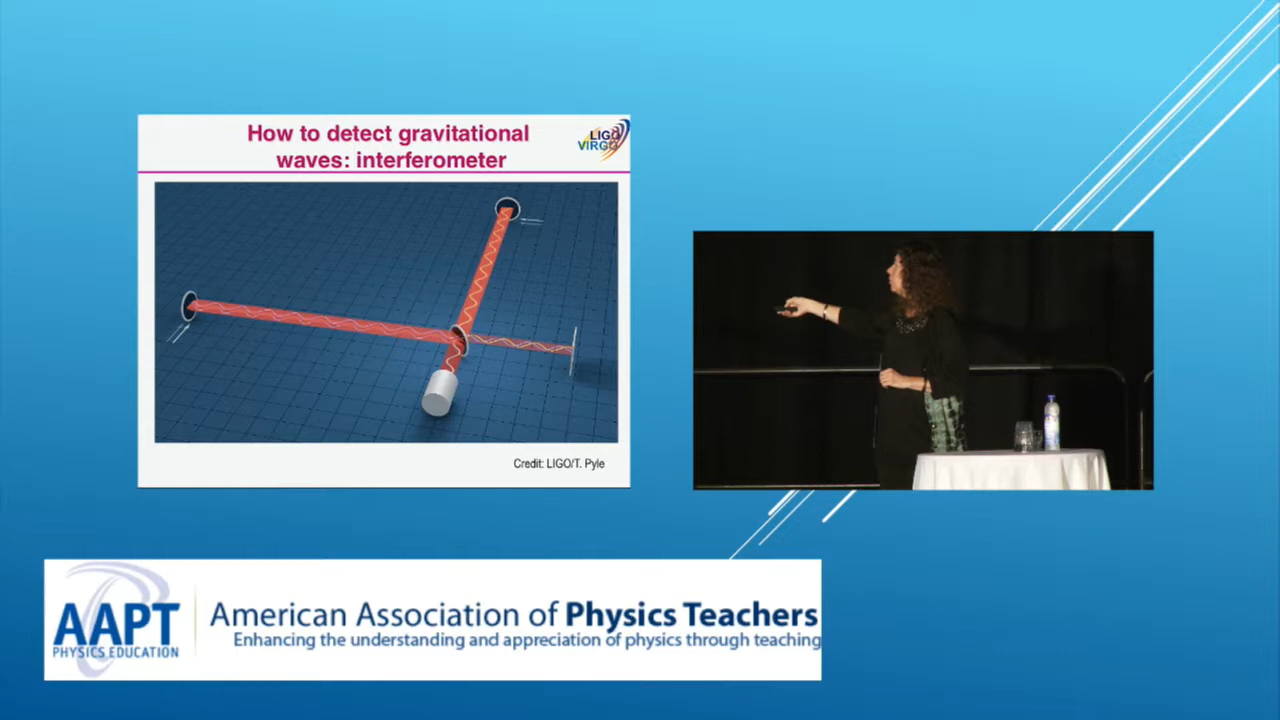 How to detect gravitational
waves: interferometer
LIGO
VIRGO
Credit: LIGO/T. Pyle
AAPT
PHYSICS EDUCATION
American Association of Physics Teachers
Enhancing the understanding and appreciation of physics through teaching